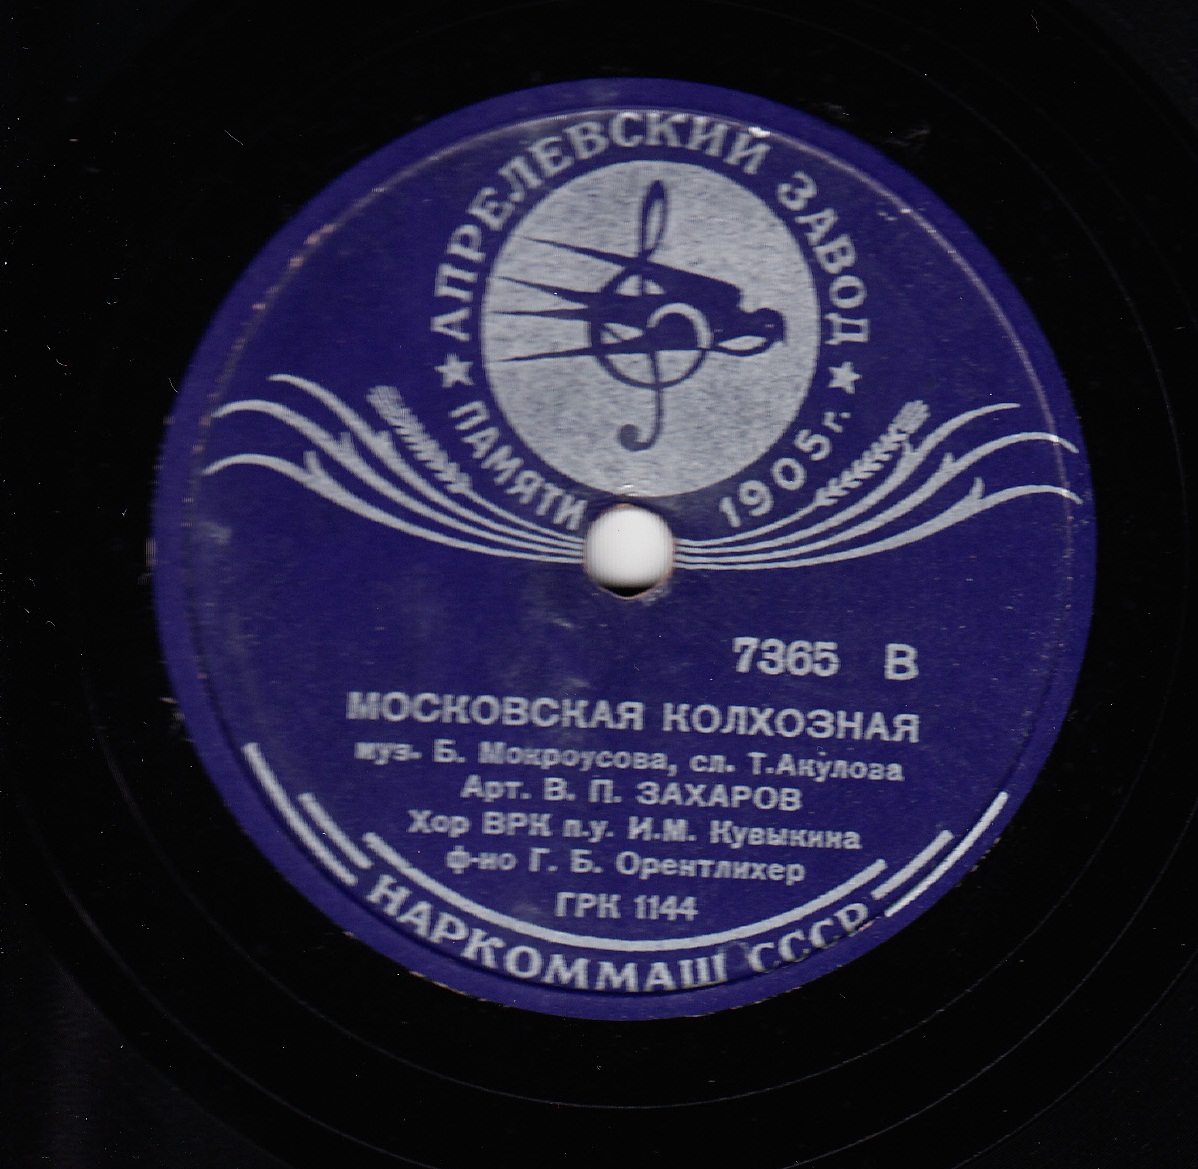 АПРЕЛЕВСКИЙ ЗАВОД
ПАМЯТИ 1905 г.
7365 В
МОСКОВСКАЯ КОЛХОЗНАЯ
муз. Б. Мокроусова, сл. Т.Акулова
Арт. В. П. ЗАХАРОВ
Хор ВРК п.у. И.М. Кувыкина
ф-но Г. Б. Орентлихер
ГРК 1144
НАРКОММАШ СССР